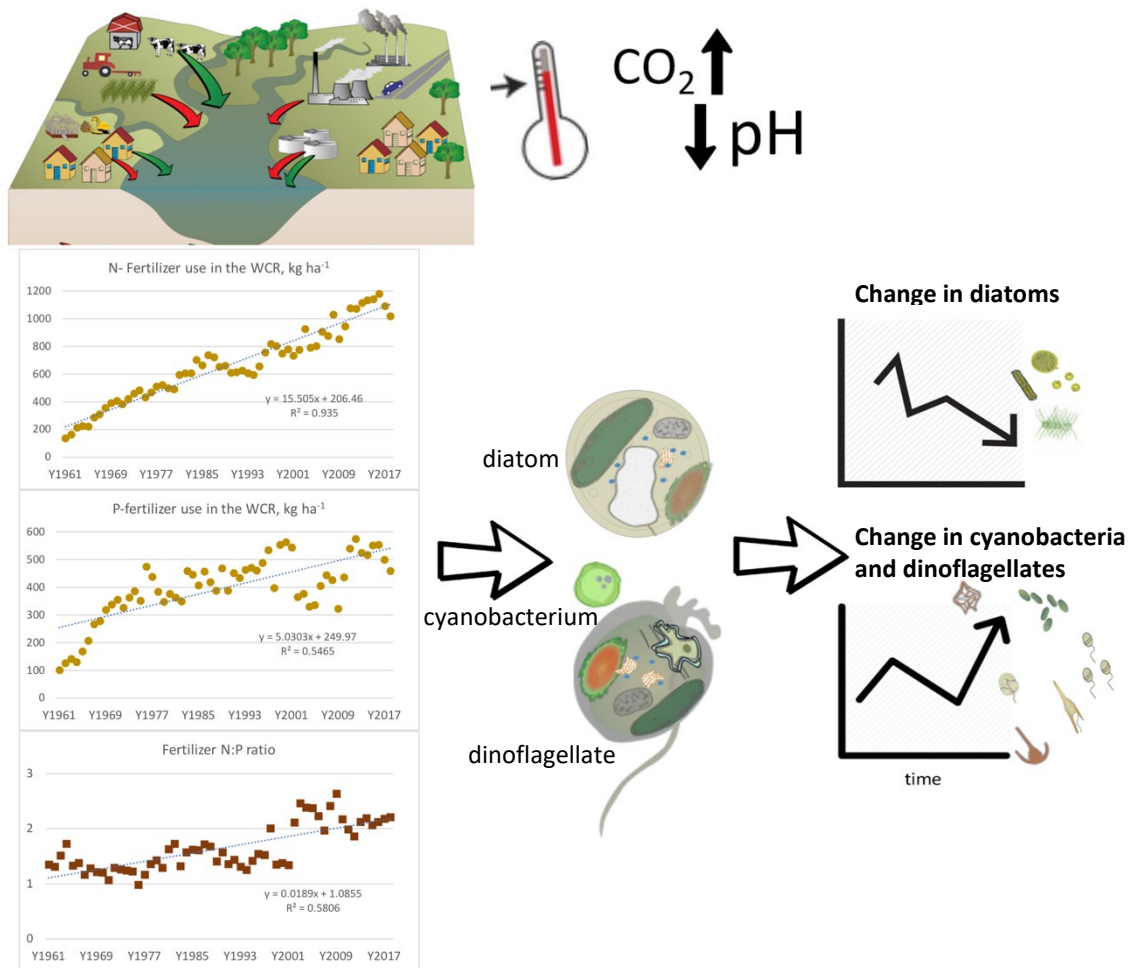 CO₂
pH
N- Fertilizer use in the WCR, kg ha⁻¹
1200
1000
800
600
400
200
0
y = 15.505x + 206.46
R² = 0.935
Y1961 Y1969 Y1977 Y1985 Y1993 Y2001 Y2009 Y2017
P-fertilizer use in the WCR, kg ha⁻¹
600
500
400
300
200
100
0
y = 5.0303x + 249.97
R² = 0.5465
Y1961 Y1969 Y1977 Y1985 Y1993 Y2001 Y2009 Y2017
Fertilizer N:P ratio
3
2
1
0
y = 0.0189x + 1.0855
R² = 0.5806
Y1961 Y1969 Y1977 Y1985 Y1993 Y2001 Y2009 Y2017
diatom
cyanobacterium
dinoflagellate
Change in diatoms
Change in cyanobacteria
and dinoflagellates
time